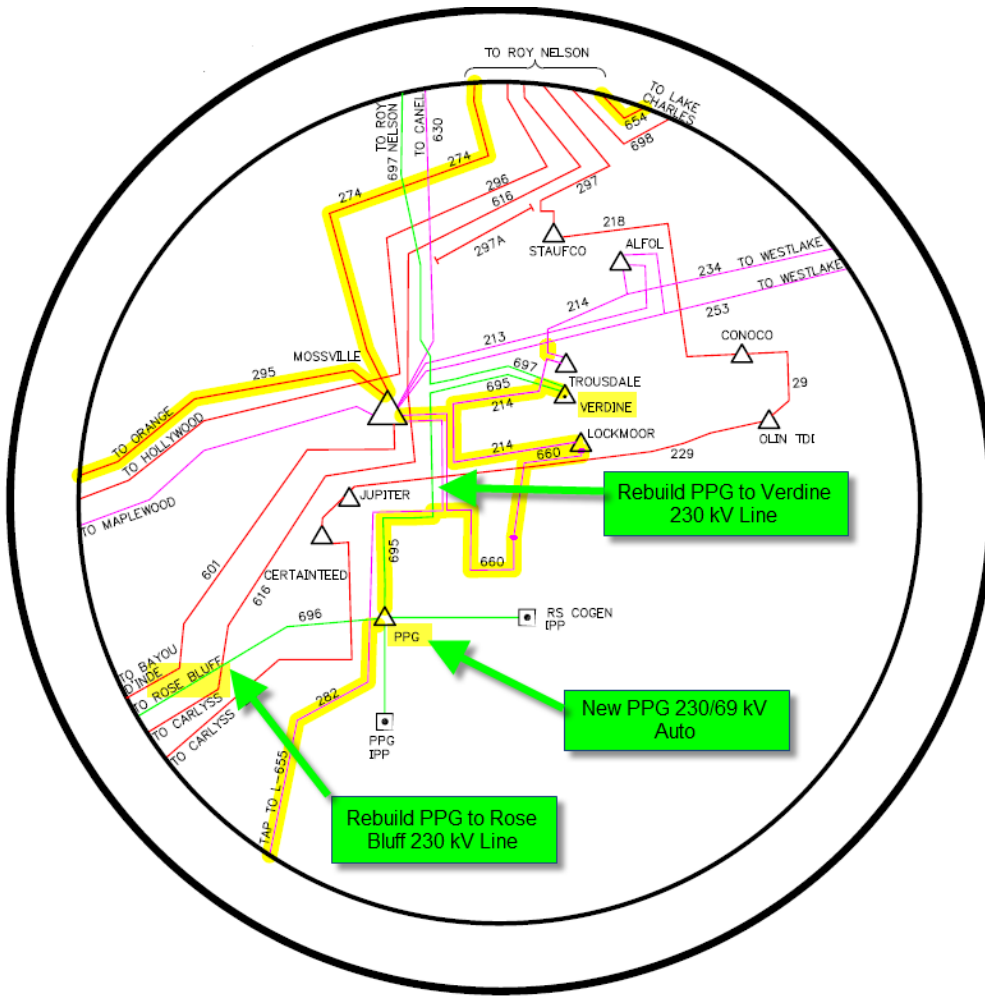 TO ROY NELSON
TO LAKE
CHARLES
654
698
TO ROY
697 NELSON
TO CANEL
630
274
274
296
616
297
297A
218
STAUFCO
ALFOL
234
TO WESTLAKE
TO WESTLAKE
253
214
213
CONOCO
MOSSVILLE
697
TROUSDALE
29
295
695
214
VERDINE
TO ORANGE
TO HOLLYWOOD
LOCKMOOR
OLIN TDI
214
660
229
TO MAPLEWOOD
JUPITER
Rebuild PPG to Verdine
230 kV Line
695
660
601
616
CERTAINTEED
696
RS COGEN
IPP
PPG
TO BAYOU
D'INDE
TO ROSE BLUFF
TO CARLYSS
TO CARLYSS
282
New PPG 230/69 kV
Auto
PPG
IPP
TAP TO L-655
Rebuild PPG to Rose
Bluff 230 kV Line